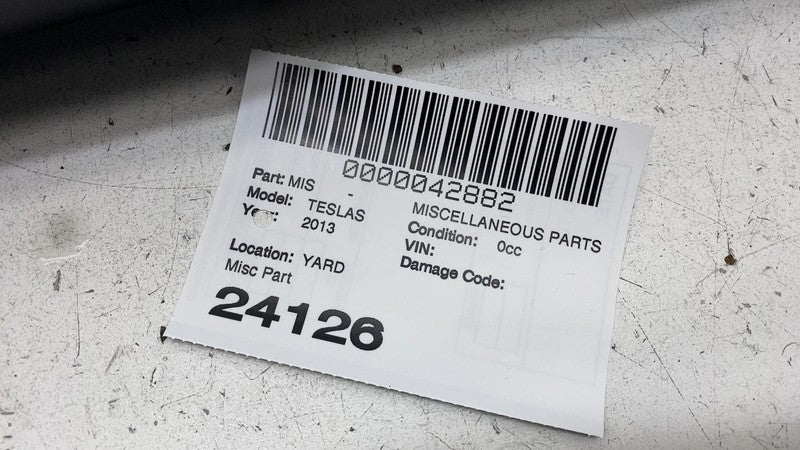 0000042882
Part: MIS - MISCELLANEOUS PARTS
Model: TESLAS Condition: 0cc
Year: 2013 VIN:
Damage Code:
Location: YARD
Misc Part
24126